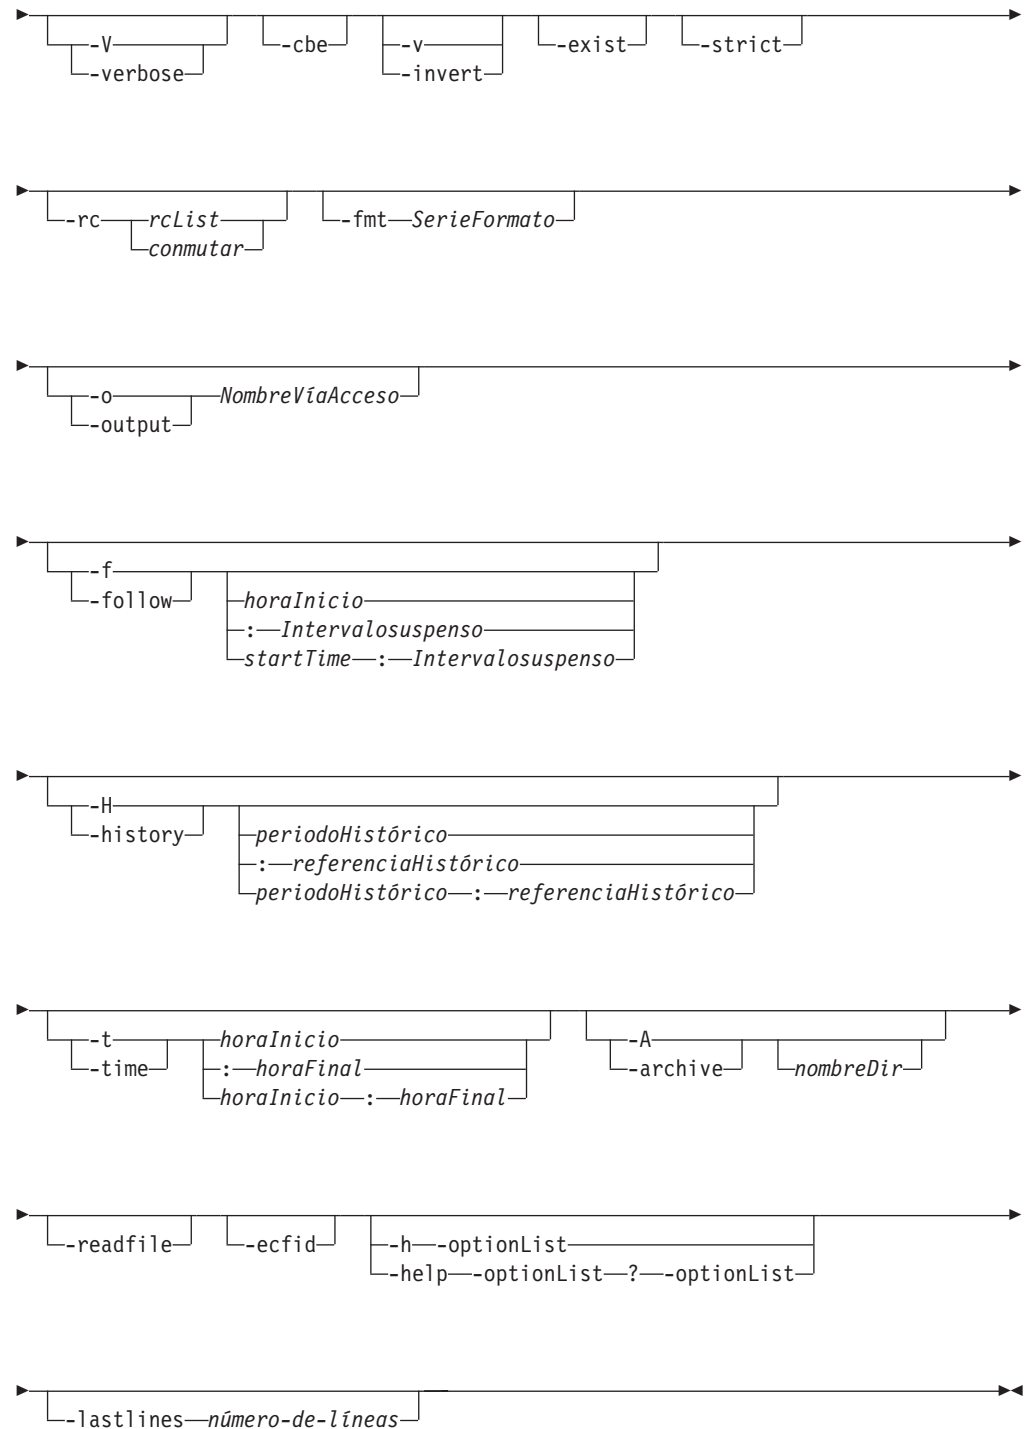 -V -cbe -v -exist -strict
-verbose -invert
-rc rcList -fmt SerieFormato
conmutar
-o NombreVíaAcceso
-output
-f
-follow horaInicio
: Intervalosuspenso
startTime : Intervalosuspenso
-H
-history periodoHistórico
: referenciaHistórico
periodoHistórico : referenciaHistórico
-t horaInicio -A
-time : horaFinal -archive nombreDir
horaInicio : horaFinal
-readfile -ecfid -h -optionList
-help -optionList ? -optionList
-lastlines número-de-líneas